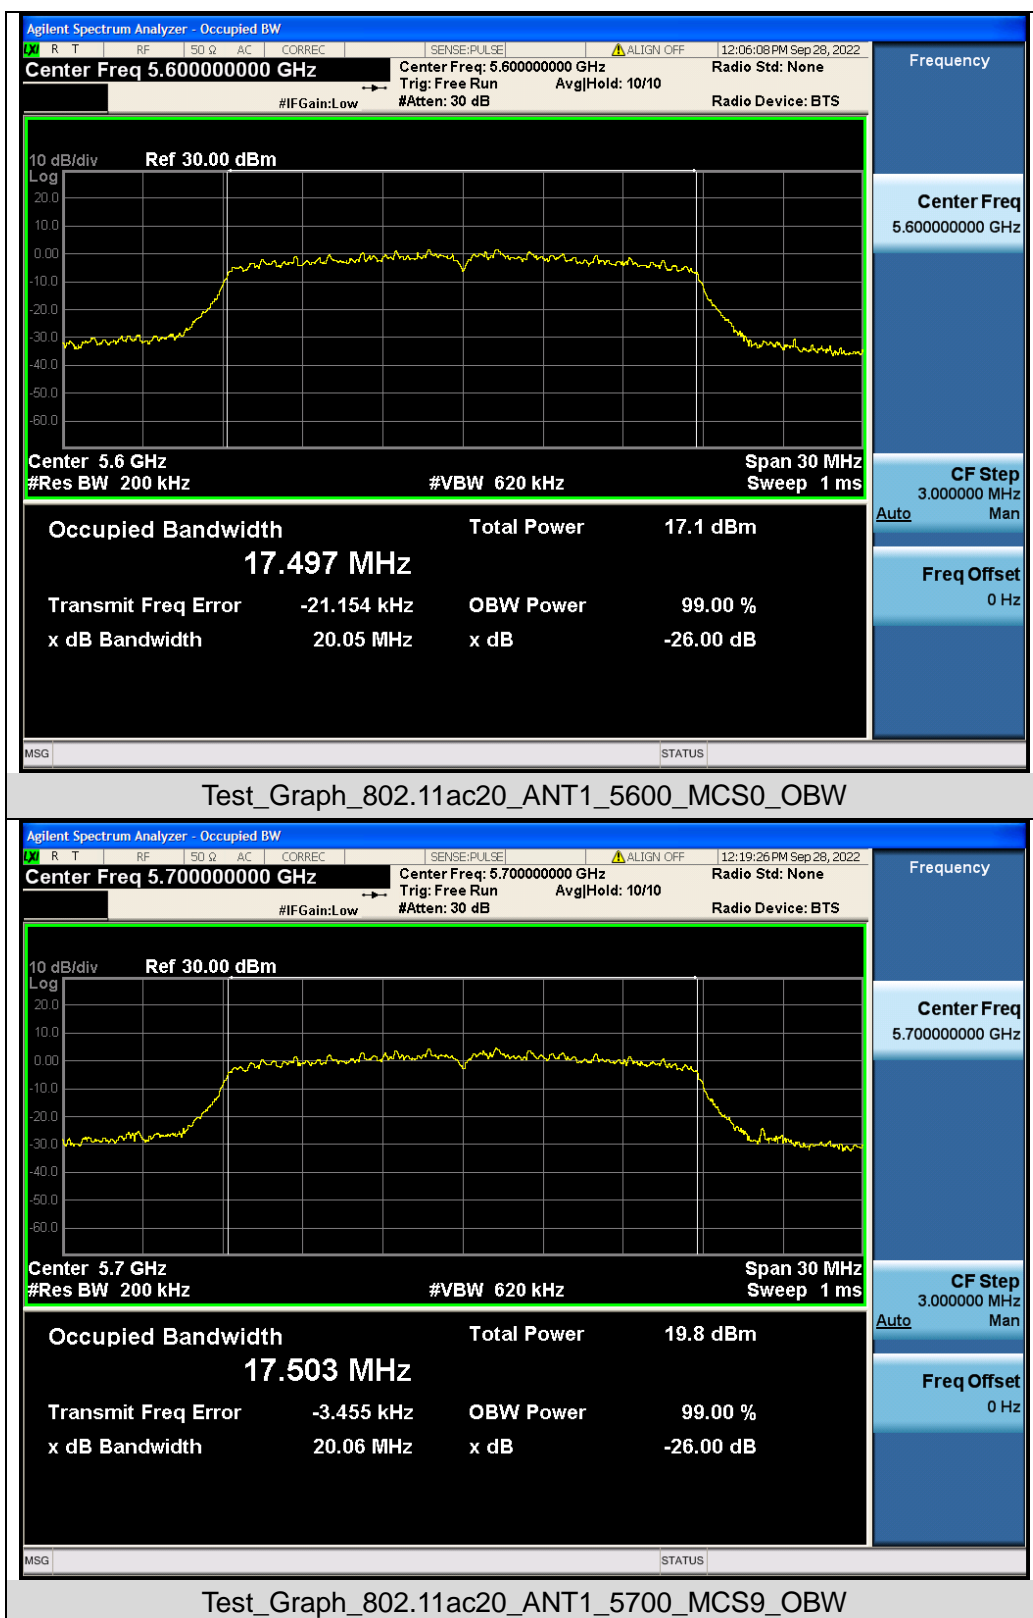 Agilent Spectrum Analyzer - Occupied BW
LXI R T RF 50 Ω AC CORREC SENSE:PULSE ALIGN OFF 12:06:08 PM Sep 28, 2022
Center Freq 5.600000000 GHz Center Freq: 5.600000000 GHz Radio Std: None
Trig: Free Run Avg|Hold: 10/10
#IFGain:Low #Atten: 30 dB Radio Device: BTS
Frequency
10 dB/div Ref 30.00 dBm
Log
20.0
10.0
0.00
-10.0
-20.0
-30.0
-40.0
-50.0
-60.0
Center 5.6 GHz Span 30 MHz
#Res BW 200 kHz #VBW 620 kHz Sweep 1 ms
Center Freq
5.600000000 GHz
CF Step
3.000000 MHz
Auto Man
Freq Offset
0 Hz
Occupied Bandwidth Total Power 17.1 dBm
17.497 MHz
Transmit Freq Error -21.154 kHz OBW Power 99.00 %
x dB Bandwidth 20.05 MHz x dB -26.00 dB
MSG STATUS
Test_Graph_802.11ac20_ANT1_5600_MCS0_OBW
Agilent Spectrum Analyzer - Occupied BW
LXI R T RF 50 Ω AC CORREC SENSE:PULSE ALIGN OFF 12:19:26 PM Sep 28, 2022
Center Freq 5.700000000 GHz Center Freq: 5.700000000 GHz Radio Std: None
Trig: Free Run Avg|Hold: 10/10
#IFGain:Low #Atten: 30 dB Radio Device: BTS
Frequency
10 dB/div Ref 30.00 dBm
Log
20.0
10.0
0.00
-10.0
-20.0
-30.0
-40.0
-50.0
-60.0
Center 5.7 GHz Span 30 MHz
#Res BW 200 kHz #VBW 620 kHz Sweep 1 ms
Center Freq
5.700000000 GHz
CF Step
3.000000 MHz
Auto Man
Freq Offset
0 Hz
Occupied Bandwidth Total Power 19.8 dBm
17.503 MHz
Transmit Freq Error -3.455 kHz OBW Power 99.00 %
x dB Bandwidth 20.06 MHz x dB -26.00 dB
MSG STATUS
Test_Graph_802.11ac20_ANT1_5700_MCS9_OBW